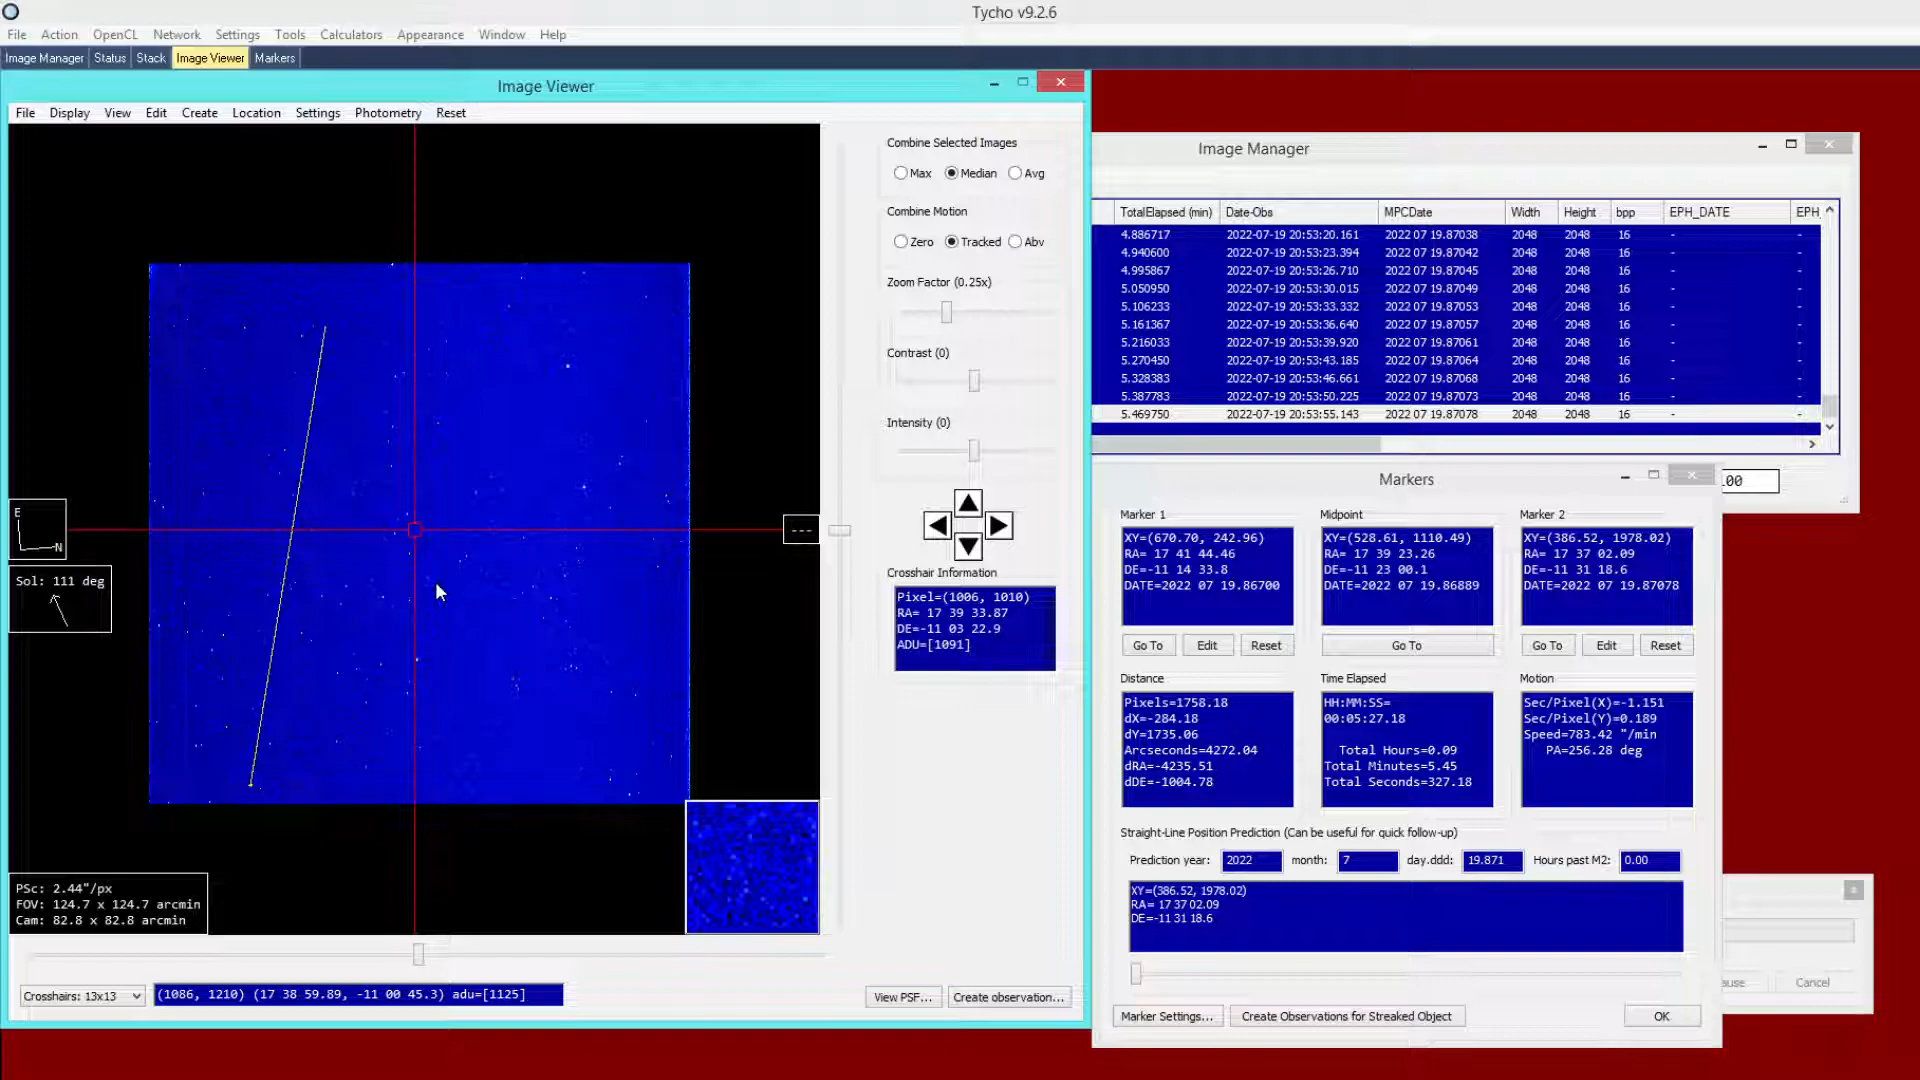 Tycho v9.2.6
File Action OpenCL Network Settings Tools Calculators Appearance Window Help
Image Manager Status Stack Image Viewer Markers
Image Viewer
File Display View Edit Create Location Settings Photometry Reset
E
N
Sol: 111 deg
---
PSc: 2.44"/px
FOV: 124.7 x 124.7 arcmin
Cam: 82.8 x 82.8 arcmin
Combine Selected Images
Max Median Avg
Combine Motion
Zero Tracked Abv
Zoom Factor (0.25x)
Contrast (0)
Intensity (0)
Crosshair Information
Pixel=(1006, 1010)
RA= 17 39 33.87
DE=-11 03 22.9
ADU=[1091]
Crosshairs: 13x13
(1086, 1210) (17 38 59.89, -11 00 45.3) adu=[1125]
View PSF... Create observation...
Image Manager
TotalElapsed (min) Date-Obs MPCDate Width Height bpp EPH_DATE EPH_
4.886717 2022-07-19 20:53:20.161 2022 07 19.87038 2048 2048 16 - -
4.940600 2022-07-19 20:53:23.394 2022 07 19.87042 2048 2048 16 - -
4.995867 2022-07-19 20:53:26.710 2022 07 19.87045 2048 2048 16 - -
5.050950 2022-07-19 20:53:30.015 2022 07 19.87049 2048 2048 16 - -
5.106233 2022-07-19 20:53:33.332 2022 07 19.87053 2048 2048 16 - -
5.161367 2022-07-19 20:53:36.640 2022 07 19.87057 2048 2048 16 - -
5.216033 2022-07-19 20:53:39.920 2022 07 19.87061 2048 2048 16 - -
5.270450 2022-07-19 20:53:43.185 2022 07 19.87064 2048 2048 16 - -
5.328383 2022-07-19 20:53:46.661 2022 07 19.87068 2048 2048 16 - -
5.387783 2022-07-19 20:53:50.225 2022 07 19.87073 2048 2048 16 - -
5.469750 2022-07-19 20:53:55.143 2022 07 19.87078 2048 2048 16 - -
.00
Markers
Marker 1 Midpoint Marker 2
XY=(670.70, 242.96) XY=(528.61, 1110.49) XY=(386.52, 1978.02)
RA= 17 41 44.46 RA= 17 39 23.26 RA= 17 37 02.09
DE=-11 14 33.8 DE=-11 23 00.1 DE=-11 31 18.6
DATE=2022 07 19.86700 DATE=2022 07 19.86889 DATE=2022 07 19.87078
Go To Edit Reset Go To Go To Edit Reset
Distance Time Elapsed Motion
Pixels=1758.18 HH:MM:SS= Sec/Pixel(X)=-1.151
dX=-284.18 00:05:27.18 Sec/Pixel(Y)=0.189
dY=1735.06 Speed=783.42 "/min
Arcseconds=4272.04 Total Hours=0.09 PA=256.28 deg
dRA=-4235.51 Total Minutes=5.45
dDE=-1004.78 Total Seconds=327.18
Straight-Line Position Prediction (Can be useful for quick follow-up)
Prediction year: 2022 month: 7 day.ddd: 19.871 Hours past M2: 0.00
XY=(386.52, 1978.02)
RA= 17 37 02.09
DE=-11 31 18.6
Marker Settings... Create Observations for Streaked Object OK
Cancel